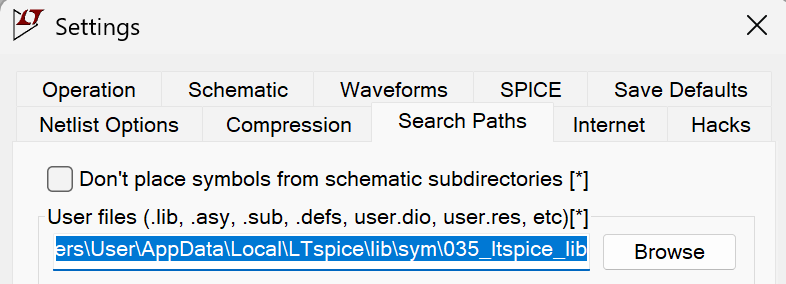 Settings
Operation Schematic Waveforms SPICE Save Defaults
Netlist Options Compression Search Paths Internet Hacks
Don't place symbols from schematic subdirectories [*]
User files (.lib, .asy, .sub, .defs, user.dio, user.res, etc)[*]
ers\User\AppData\Local\LTspice\lib\sym\035_ltspice_lib Browse